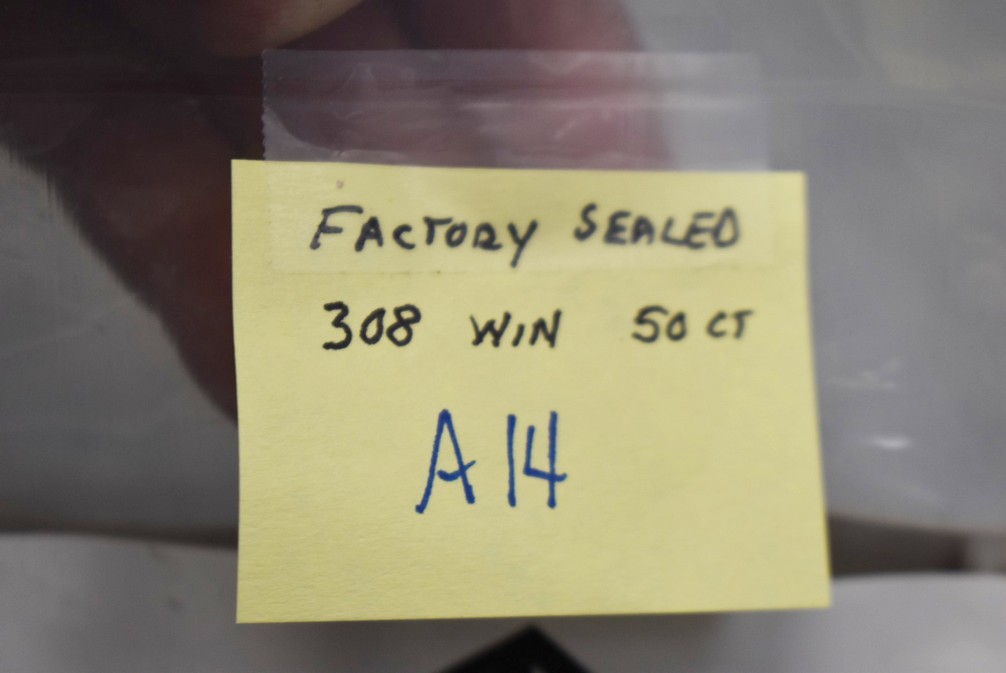 FACTORY SEALED
308 WIN 50 CT
A14